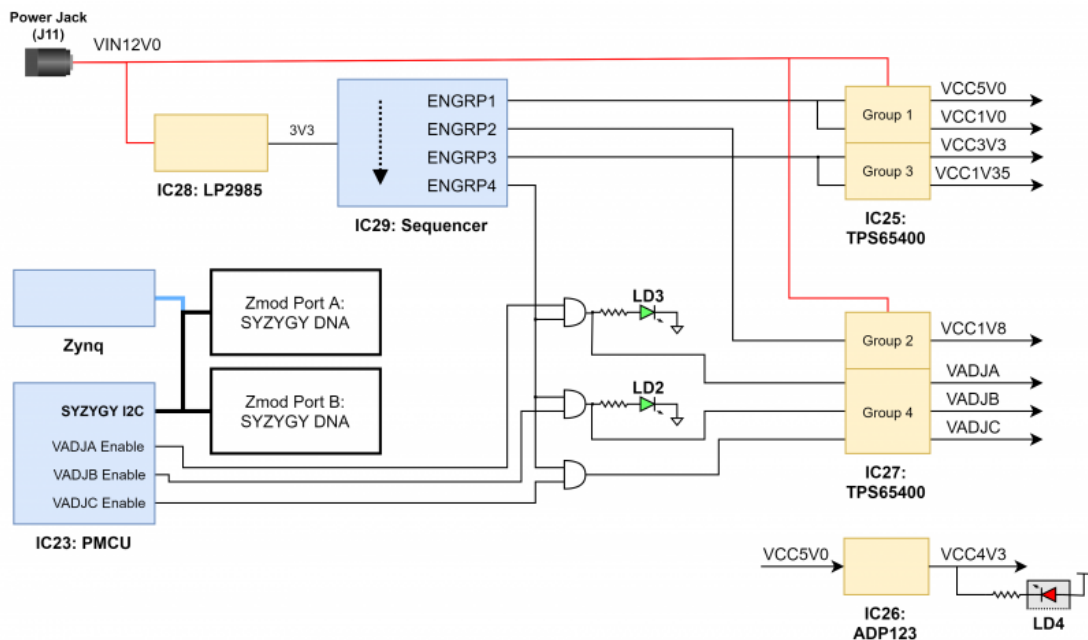 Power Jack
(J11)
VIN12V0
3V3
IC28: LP2985
ENGRP1
ENGRP2
ENGRP3
ENGRP4
IC29: Sequencer
Group 1
Group 3
VCC5V0
VCC1V0
VCC3V3
VCC1V35
IC25:
TPS65400
Zynq
Zmod Port A:
SYZYGY DNA
Zmod Port B:
SYZYGY DNA
SYZYGY I2C
VADJA Enable
VADJB Enable
VADJC Enable
IC23: PMCU
LD3
LD2
Group 2
Group 4
VCC1V8
VADJA
VADJB
VADJC
IC27:
TPS65400
VCC5V0
VCC4V3
IC26:
ADP123
LD4